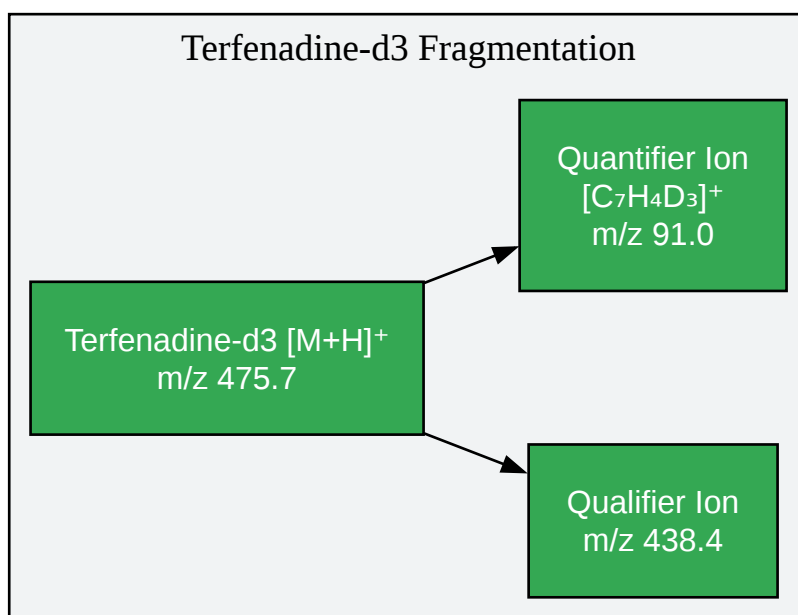 Terfenadine-d3 Fragmentation
Quantifier Ion
[C₇H₄D₃]⁺
m/z 91.0
Terfenadine-d3 [M+H]⁺
m/z 475.7
Qualifier Ion
m/z 438.4